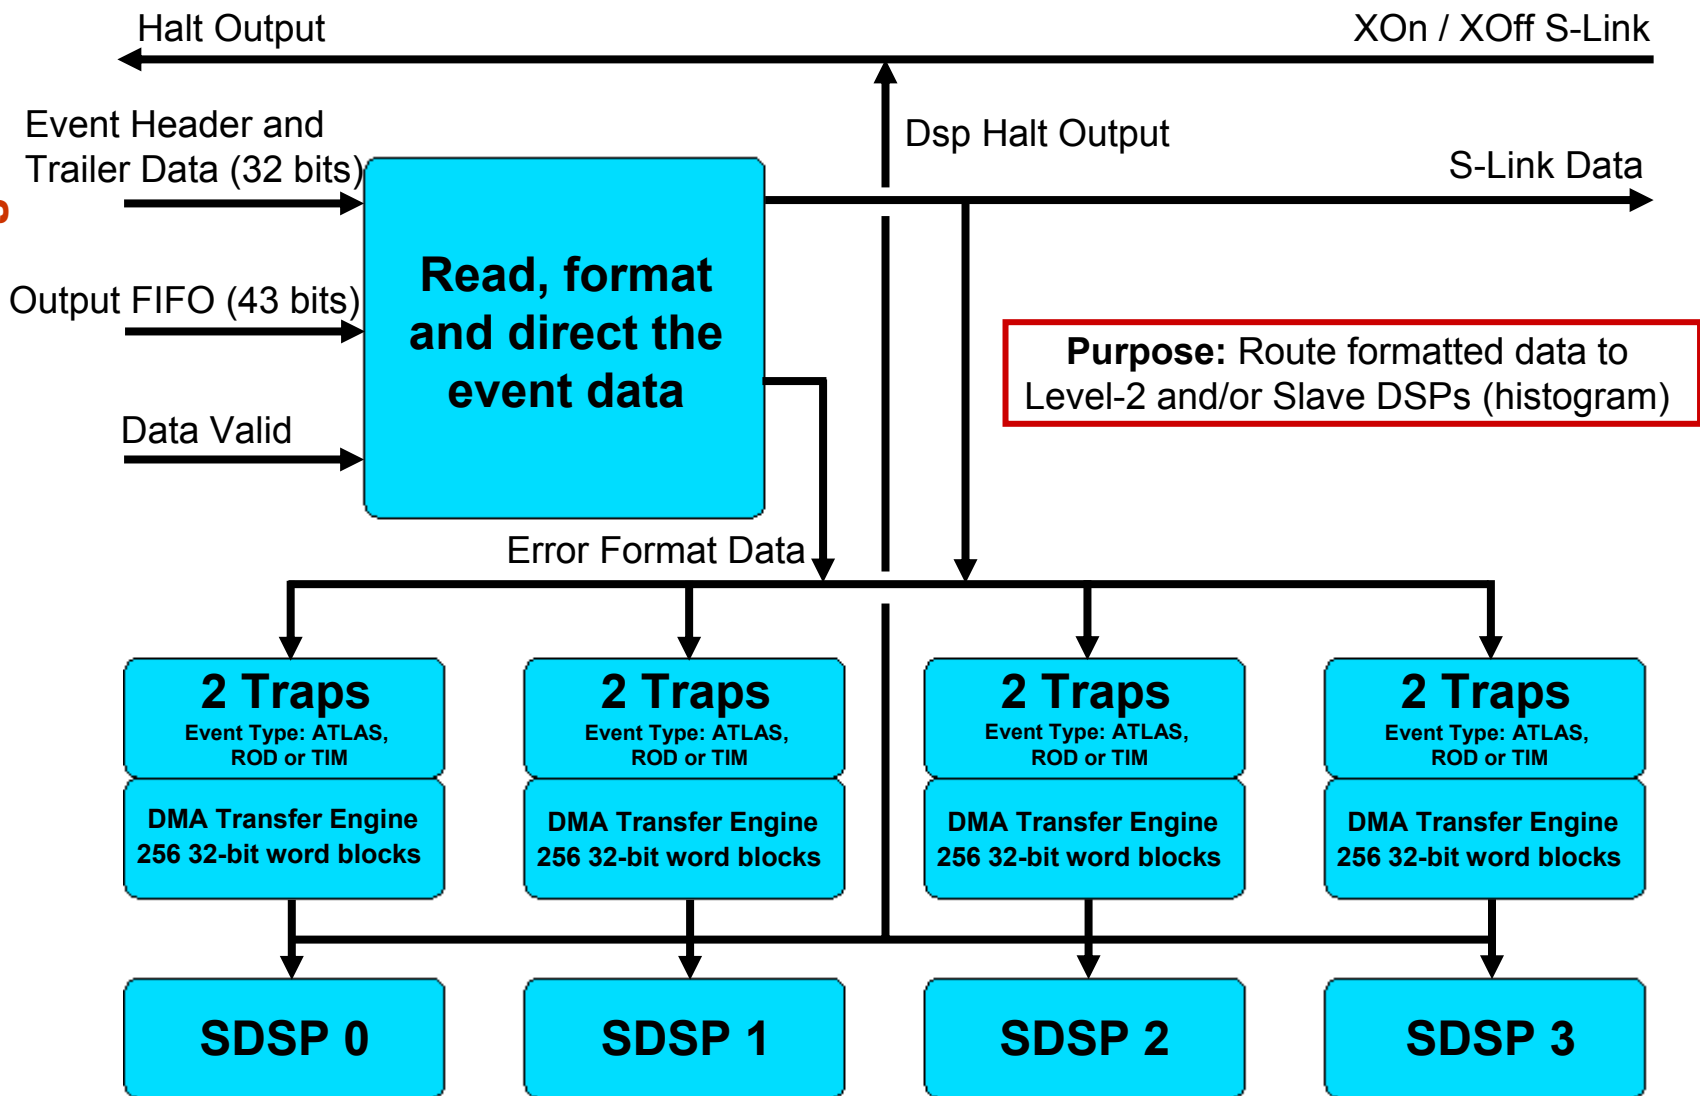 Halt Output
XOn / XOff S-Link
Event Header and
Trailer Data (32 bits)
Dsp Halt Output
S-Link Data
Output FIFO (43 bits)
Read, format
and direct the
event data
Purpose: Route formatted data to
Level-2 and/or Slave DSPs (histogram)
Data Valid
Error Format Data
2 Traps
Event Type: ATLAS,
ROD or TIM
DMA Transfer Engine
256 32-bit word blocks
2 Traps
Event Type: ATLAS,
ROD or TIM
DMA Transfer Engine
256 32-bit word blocks
2 Traps
Event Type: ATLAS,
ROD or TIM
DMA Transfer Engine
256 32-bit word blocks
2 Traps
Event Type: ATLAS,
ROD or TIM
DMA Transfer Engine
256 32-bit word blocks
SDSP 0
SDSP 1
SDSP 2
SDSP 3